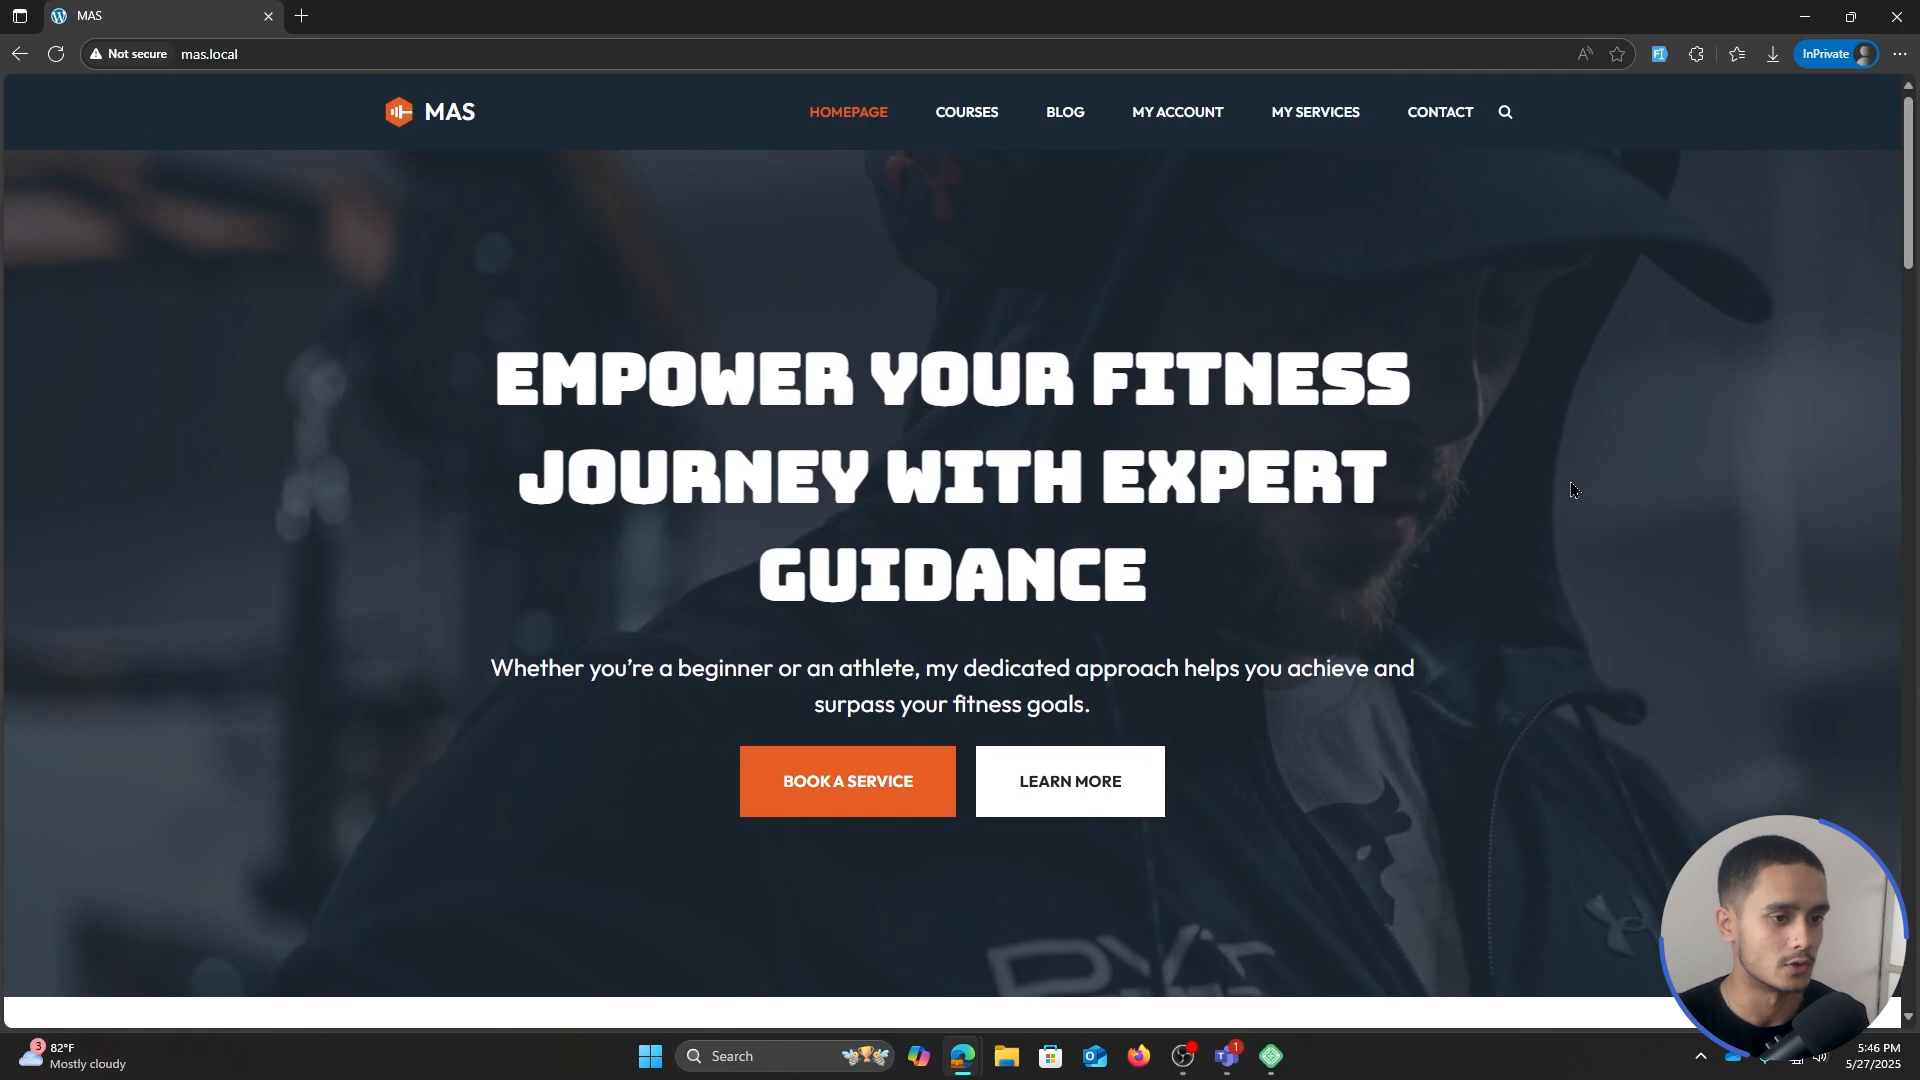 MAS
Not secure mas.local
InPrivate
MAS
HOMEPAGE COURSES BLOG MY ACCOUNT MY SERVICES CONTACT
EMPOWER YOUR FITNESS
JOURNEY WITH EXPERT
GUIDANCE
Whether you’re a beginner or an athlete, my dedicated approach helps you achieve and
surpass your fitness goals.
BOOK A SERVICE LEARN MORE
3
82°F
Mostly cloudy
Search
1
5:46 PM
5/27/2025